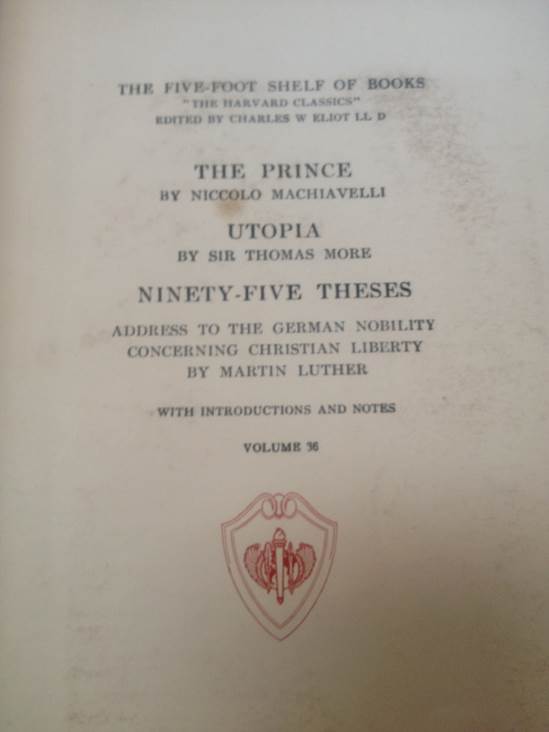 THE FIVE-FOOT SHELF OF BOOKS
"THE HARVARD CLASSICS"
EDITED BY CHARLES W ELIOT LL D
THE PRINCE
BY NICCOLO MACHIAVELLI
UTOPIA
BY SIR THOMAS MORE
NINETY-FIVE THESES
ADDRESS TO THE GERMAN NOBILITY
CONCERNING CHRISTIAN LIBERTY
BY MARTIN LUTHER
WITH INTRODUCTIONS AND NOTES
VOLUME 36